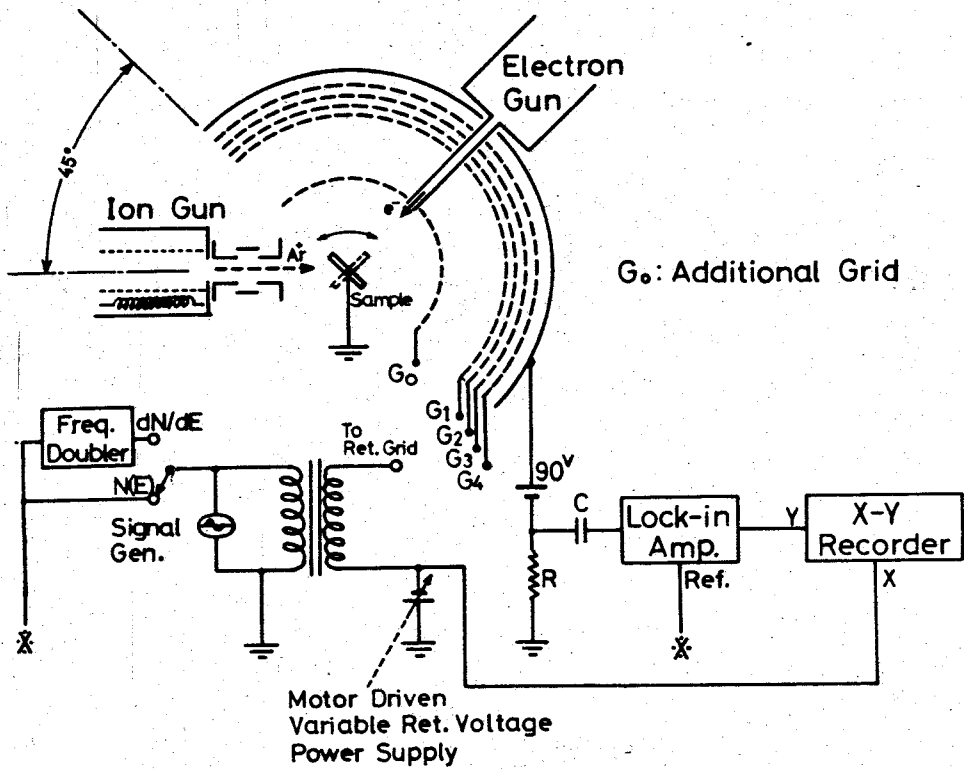 Electron
Gun
45°
Ion Gun
e⁻
Ar⁺
Sample
G₀: Additional Grid
G₀
G₁
G₂
G₃
G₄
Freq.
Doubler
dN/dE
To
Ret. Grid
90V
N(E)
Signal
Gen.
C
Lock-in
Amp.
Y
X-Y
Recorder
R
Ref.
X
※
※
Motor Driven
Variable Ret. Voltage
Power Supply